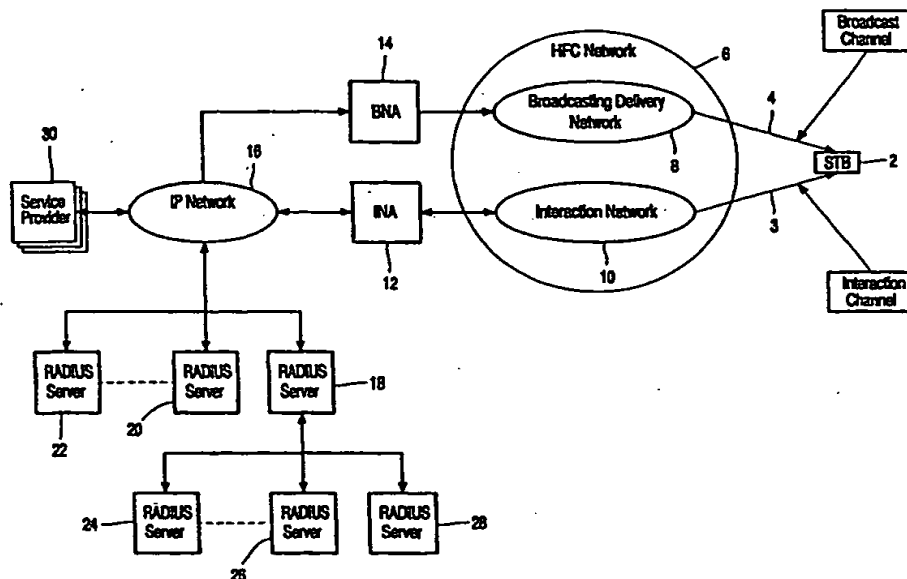 Broadcast
Channel
14
HFC Network
6
BNA
Broadcasting Delivery
Network
4
30
16
8
STB
2
Service
Provider
IP Network
INA
Interaction Network
3
12
10
Interaction
Channel
RADIUS
Server
RADIUS
Server
RADIUS
Server
18
22
20
24
RADIUS
Server
RADIUS
Server
RADIUS
Server
28
26